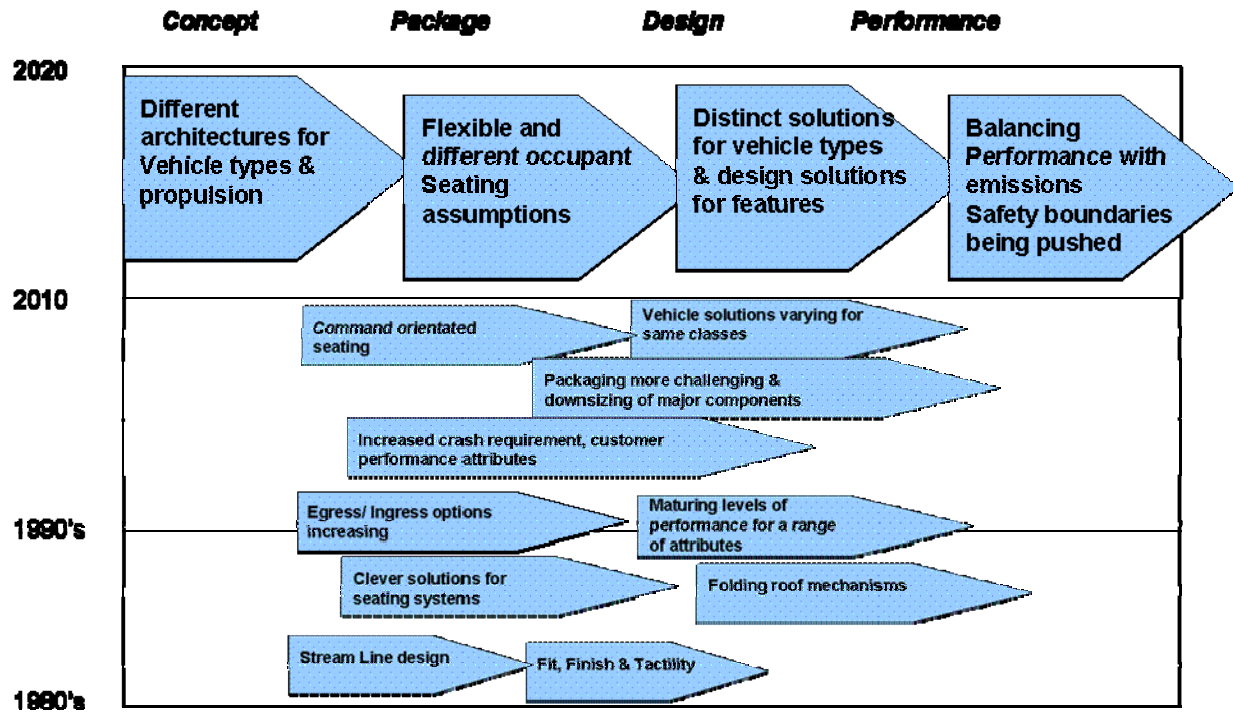 Concept Package Design Performance
2020
Different
architectures for
Vehicle types &
propulsion
Flexible and
different occupant
Seating
assumptions
Distinct solutions
for vehicle types
& design solutions
for features
Balancing
Performance with
emissions
Safety boundaries
being pushed
2010
Command orientated
seating
Vehicle solutions varying for
same classes
Packaging more challenging &
downsizing of major components
Increased crash requirement, customer
performance attributes
1990's
Egress/ Ingress options
increasing
Maturing levels of
performance for a range
of attributes
Clever solutions for
seating systems
Folding roof mechanisms
Stream Line design
Fit, Finish & Tactility
1980's